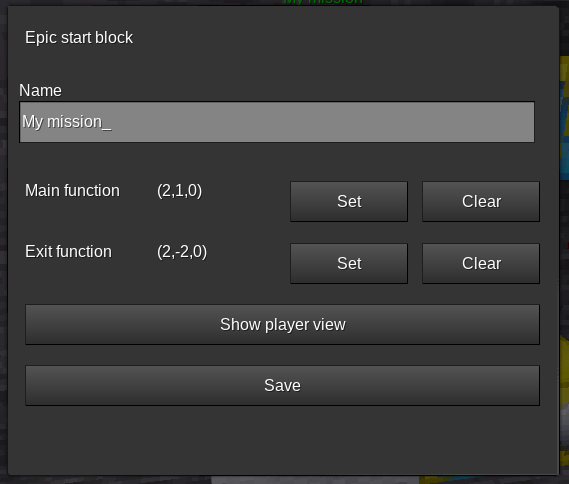 My mission
Epic start block
Name
My mission_
Main function (2,1,0) Set Clear
Exit function (2,-2,0) Set Clear
Show player view
Save